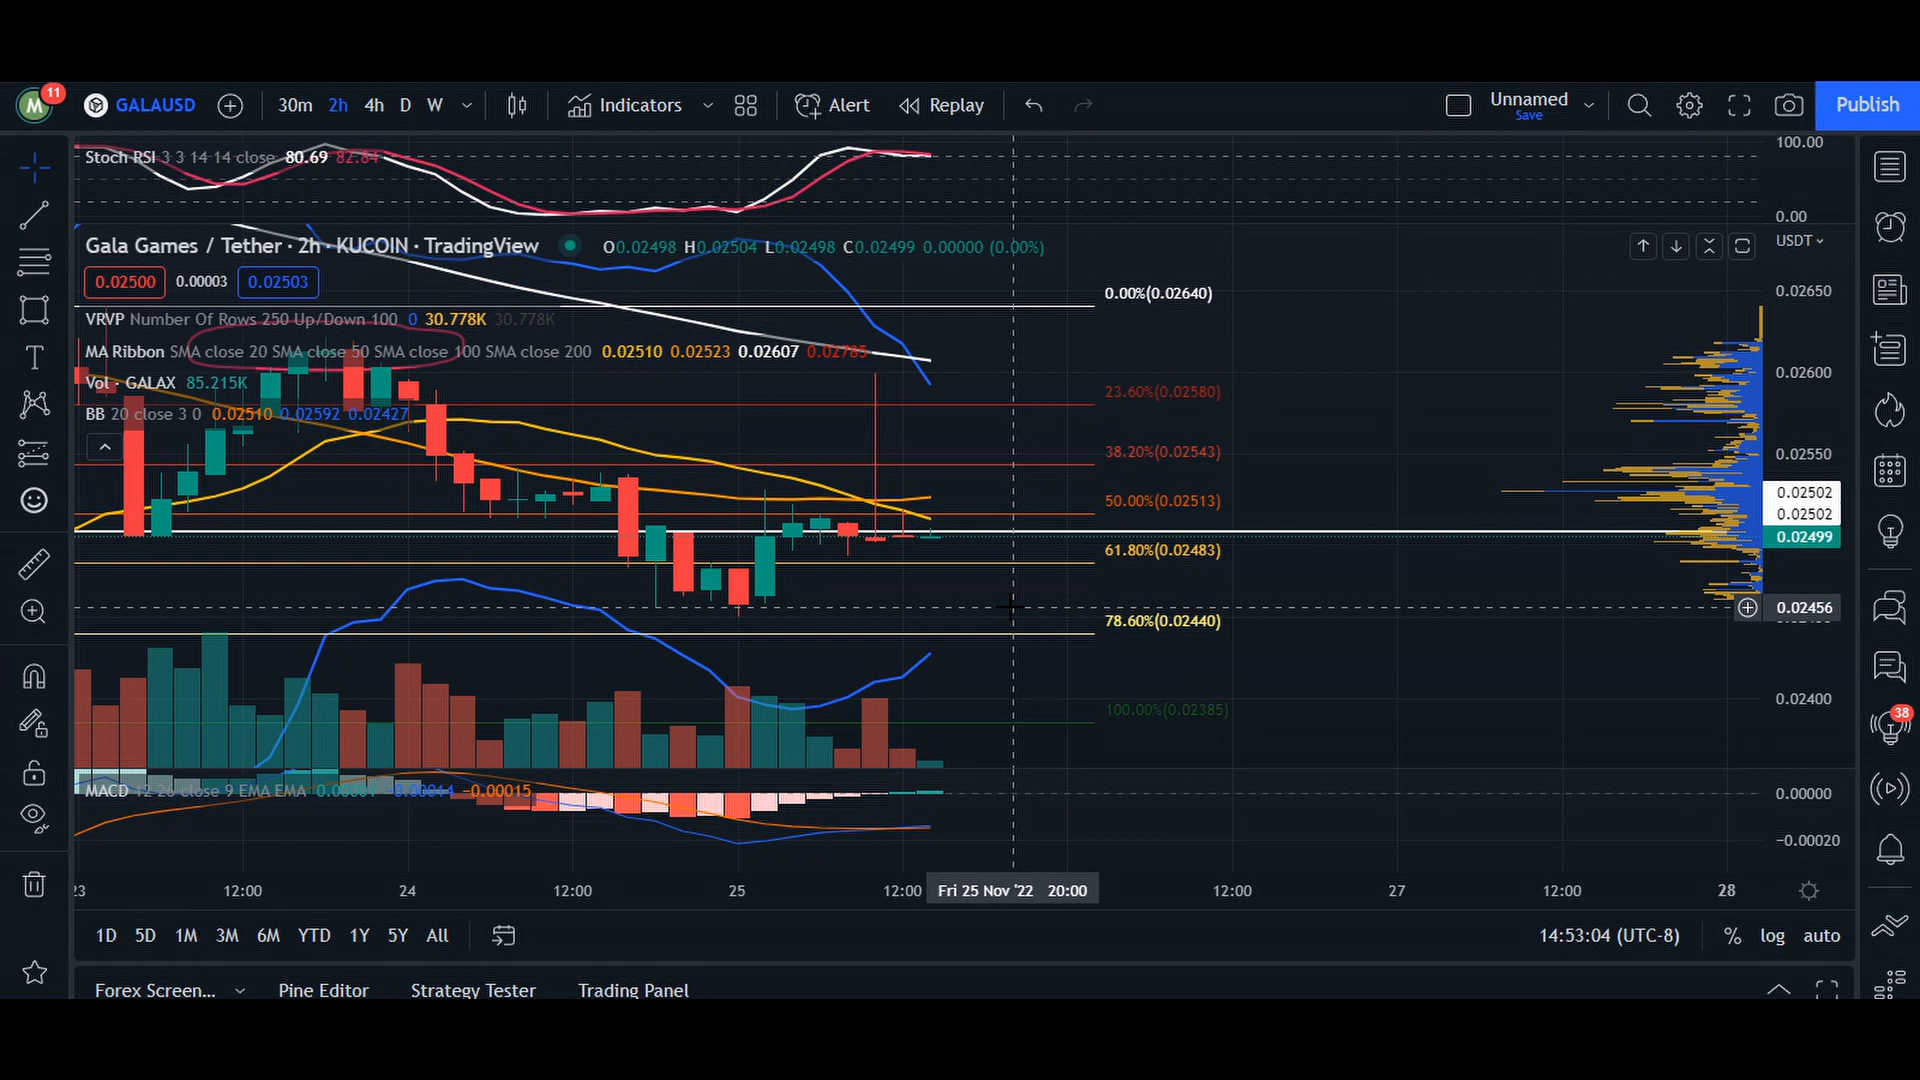 M 11 GALAUSD 30m 2h 4h D W Indicators Alert Replay Unnamed Save Publish
Stoch RSI 3 3 14 14 close 80.69 82.84
100.00
0.00
Gala Games / Tether · 2h · KUCOIN · TradingView O0.02498 H0.02504 L0.02498 C0.02499 0.00000 (0.00%)
USDT
0.02500 0.00003 0.02503
VRVP Number Of Rows 250 Up/Down 100 0 30.778K 30.778K
MA Ribbon SMA close 20 SMA close 50 SMA close 100 SMA close 200 0.02510 0.02523 0.02607 0.02785
Vol · GALAX 85.215K
BB 20 close 3 0 0.02510 0.02592 0.02427
0.00%(0.02640)
23.60%(0.02580)
38.20%(0.02543)
50.00%(0.02513)
61.80%(0.02483)
78.60%(0.02440)
100.00%(0.02385)
0.02650
0.02600
0.02550
0.02502
0.02502
0.02499
0.02456
0.02400
MACD 12 26 close 9 EMA EMA −0.00014 −0.00015
0.00000
−0.00020
38
23 12:00 24 12:00 25 12:00 Fri 25 Nov '22 20:00 12:00 27 12:00 28
1D 5D 1M 3M 6M YTD 1Y 5Y All 14:53:04 (UTC-8) % log auto
Forex Screen... Pine Editor Strategy Tester Trading Panel